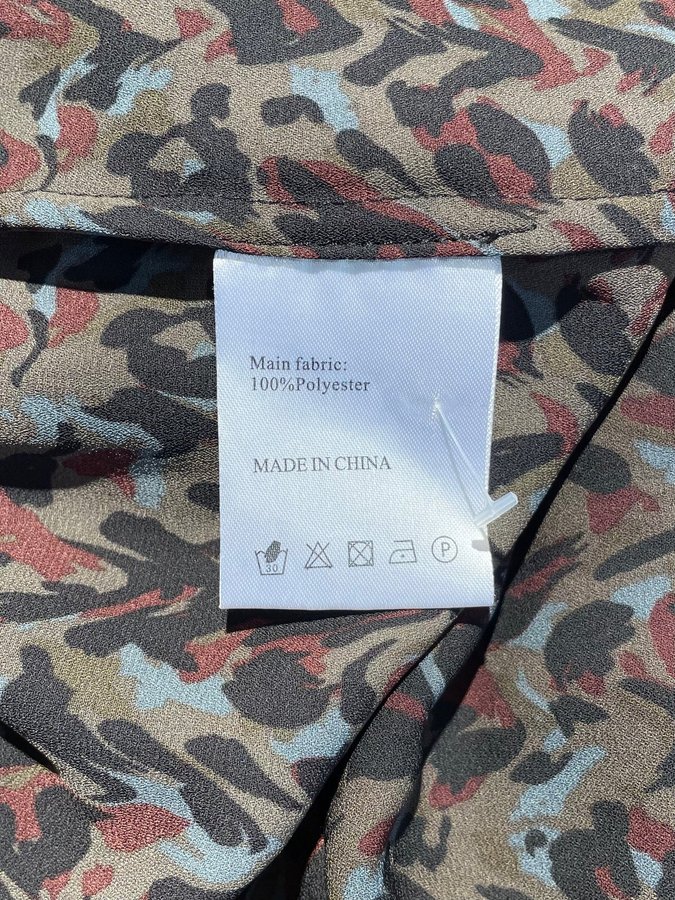 Main fabric:
100%Polyester
MADE IN CHINA
30
P